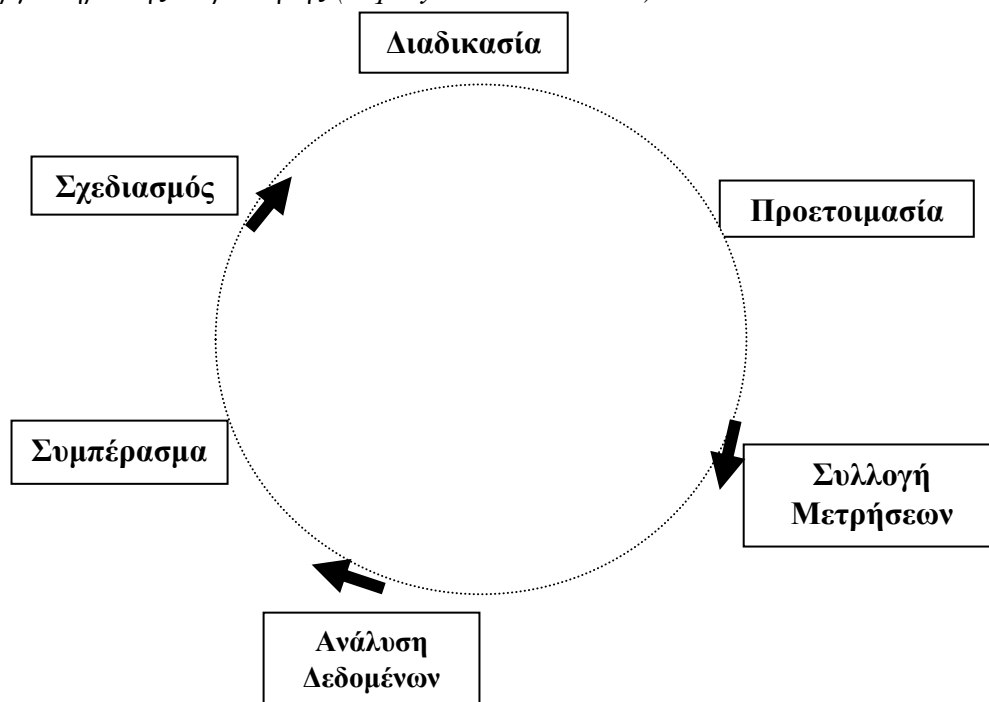 Διαδικασία
Σχεδιασμός
Προετοιμασία
Συμπέρασμα
Συλλογή
Μετρήσεων
Ανάλυση
Δεδομένων